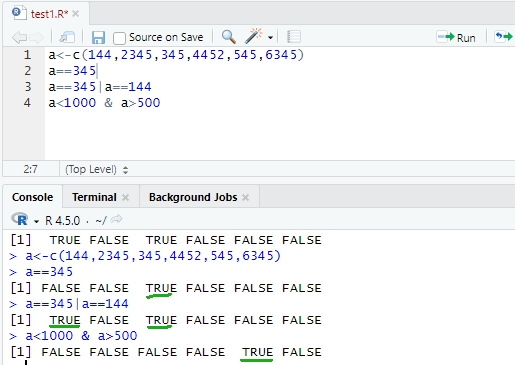 test1.R*
Source on Save
Run
1 a<-c(144,2345,345,4452,545,6345)
2 a==345
3 a==345|a==144
4 a<1000 & a>500
2:7 (Top Level)
Console Terminal Background Jobs
R 4.5.0 · ~/
[1]  TRUE FALSE  TRUE FALSE FALSE FALSE
> a<-c(144,2345,345,4452,545,6345)
> a==345
[1] FALSE FALSE  TRUE FALSE FALSE FALSE
> a==345|a==144
[1]  TRUE FALSE  TRUE FALSE FALSE FALSE
> a<1000 & a>500
[1] FALSE FALSE FALSE FALSE  TRUE FALSE